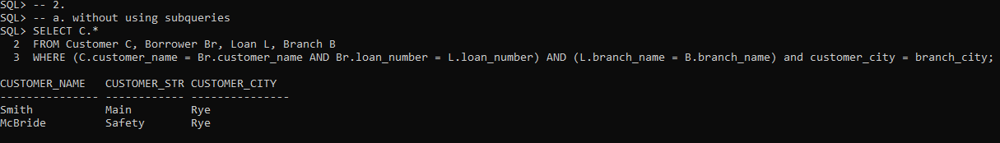 SQL> -- 2.
SQL> -- a. without using subqueries
SQL> SELECT C.*
  2  FROM Customer C, Borrower Br, Loan L, Branch B
  3  WHERE (C.customer_name = Br.customer_name AND Br.loan_number = L.loan_number) AND (L.branch_name = B.branch_name) and customer_city = branch_city;

CUSTOMER_NAME   CUSTOMER_STR CUSTOMER_CITY
--------------- ------------ ---------------
Smith           Main         Rye
McBride         Safety       Rye